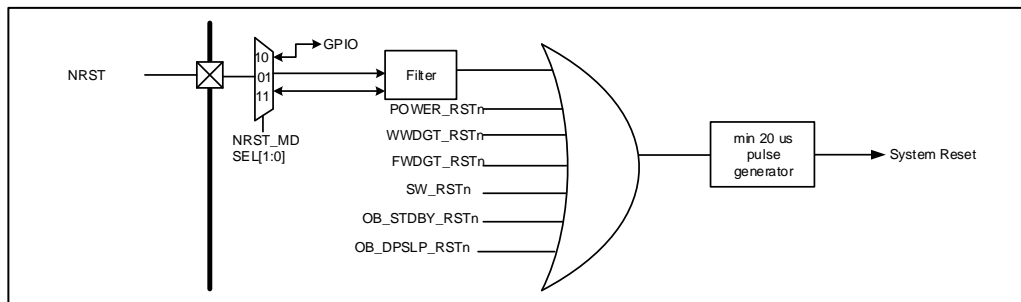 GPIO
10
NRST
01
Filter
11
POWER_RSTn
NRST_MD
SEL[1:0]
WWDGT_RSTn
min 20 us
pulse
generator
System Reset
FWDGT_RSTn
SW_RSTn
OB_STDBY_RSTn
OB_DPSLP_RSTn